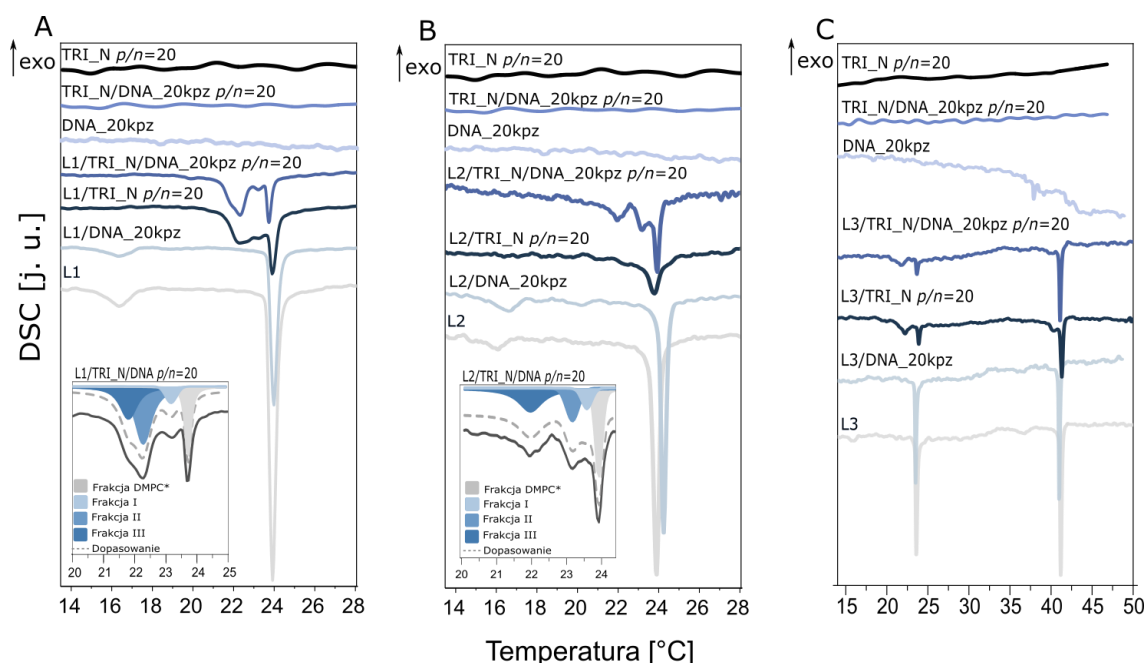 A
exo
TRI_N p/n=20
TRI_N/DNA_20kpz p/n=20
DNA_20kpz
L1/TRI_N/DNA_20kpz p/n=20
L1/TRI_N p/n=20
L1/DNA_20kpz
L1
L1/TRI_N/DNA p/n=20
Frakcja DMPC*
Frakcja I
Frakcja II
Frakcja III
Dopasowanie
20 21 22 23 24 25
14 16 18 20 22 24 26 28
B
exo
TRI_N p/n=20
TRI_N/DNA_20kpz p/n=20
DNA_20kpz
L2/TRI_N/DNA_20kpz p/n=20
L2/TRI_N p/n=20
L2/DNA_20kpz
L2
L2/TRI_N/DNA p/n=20
Frakcja DMPC*
Frakcja I
Frakcja II
Frakcja III
Dopasowanie
20 21 22 23 24
14 16 18 20 22 24 26 28
C
exo
TRI_N p/n=20
TRI_N/DNA_20kpz p/n=20
DNA_20kpz
L3/TRI_N/DNA_20kpz p/n=20
L3/TRI_N p/n=20
L3/DNA_20kpz
L3
15 20 25 30 35 40 45 50
DSC [j. u.]
Temperatura [°C]